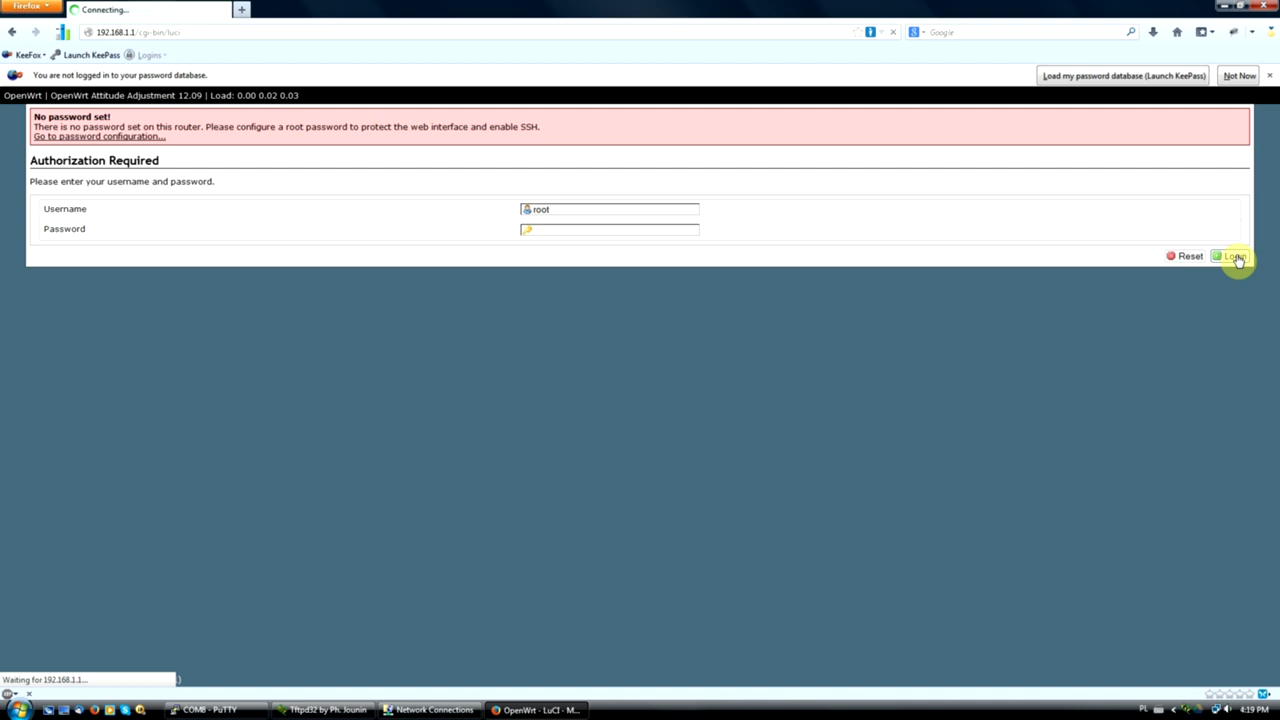 Firefox
Connecting...
192.168.1.1/cgi-bin/luci
Google
KeeFox
Launch KeePass
Logins
You are not logged in to your password database.
Load my password database (Launch KeePass)
Not Now
OpenWrt | OpenWrt Attitude Adjustment 12.09 | Load: 0.00 0.02 0.03
No password set!
There is no password set on this router. Please configure a root password to protect the web interface and enable SSH.
Go to password configuration...
Authorization Required
Please enter your username and password.
Username
root
Password
Reset
Login
Waiting for 192.168.1.1...
COM8 - PuTTY
Tftpd32 by Ph. Jounin
Network Connections
OpenWrt - LuCI - M...
PL
4:19 PM